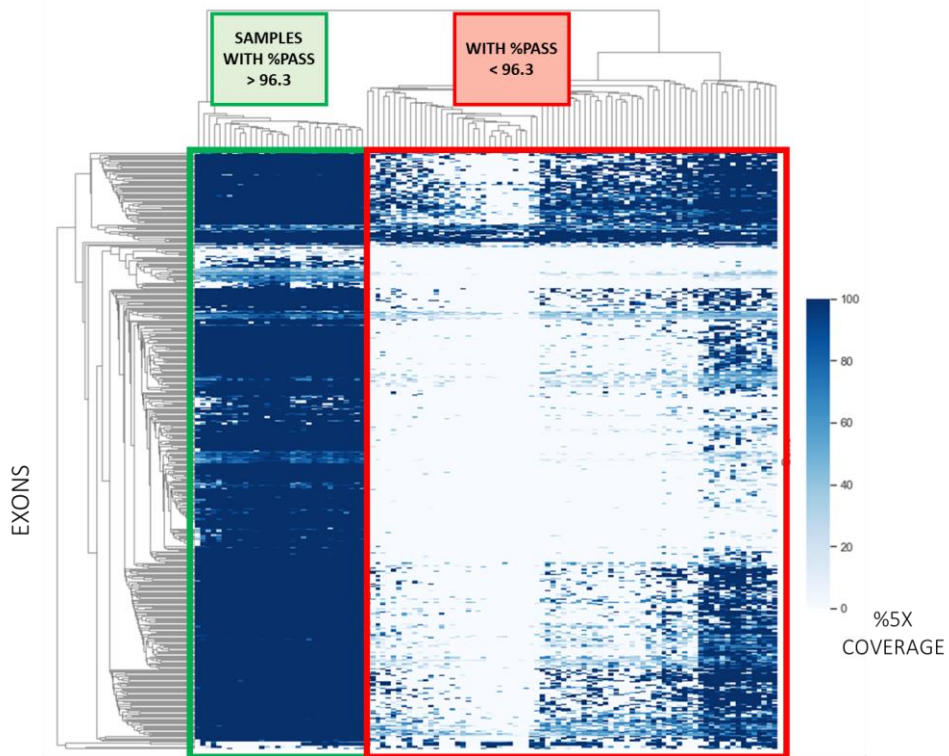 SAMPLES
WITH %PASS
> 96.3
WITH %PASS
< 96.3
EXONS
100
80
60
40
20
0
%5X
COVERAGE